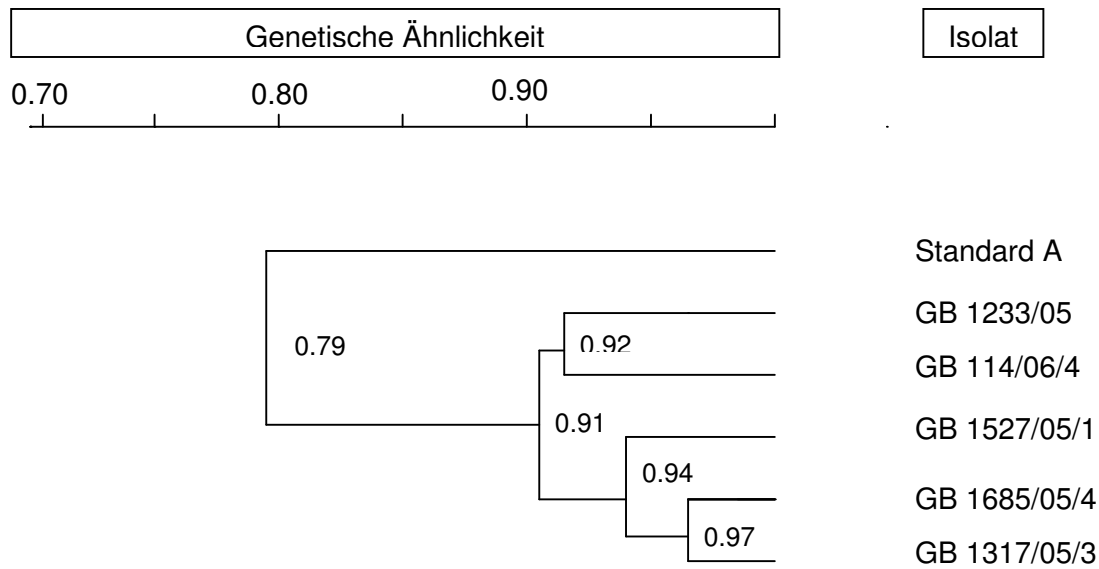 Genetische Ähnlichkeit Isolat
0.70 0.80 0.90
Standard A
GB 1233/05
0.92
0.79
GB 114/06/4
0.91
GB 1527/05/1
0.94
GB 1685/05/4
0.97
GB 1317/05/3